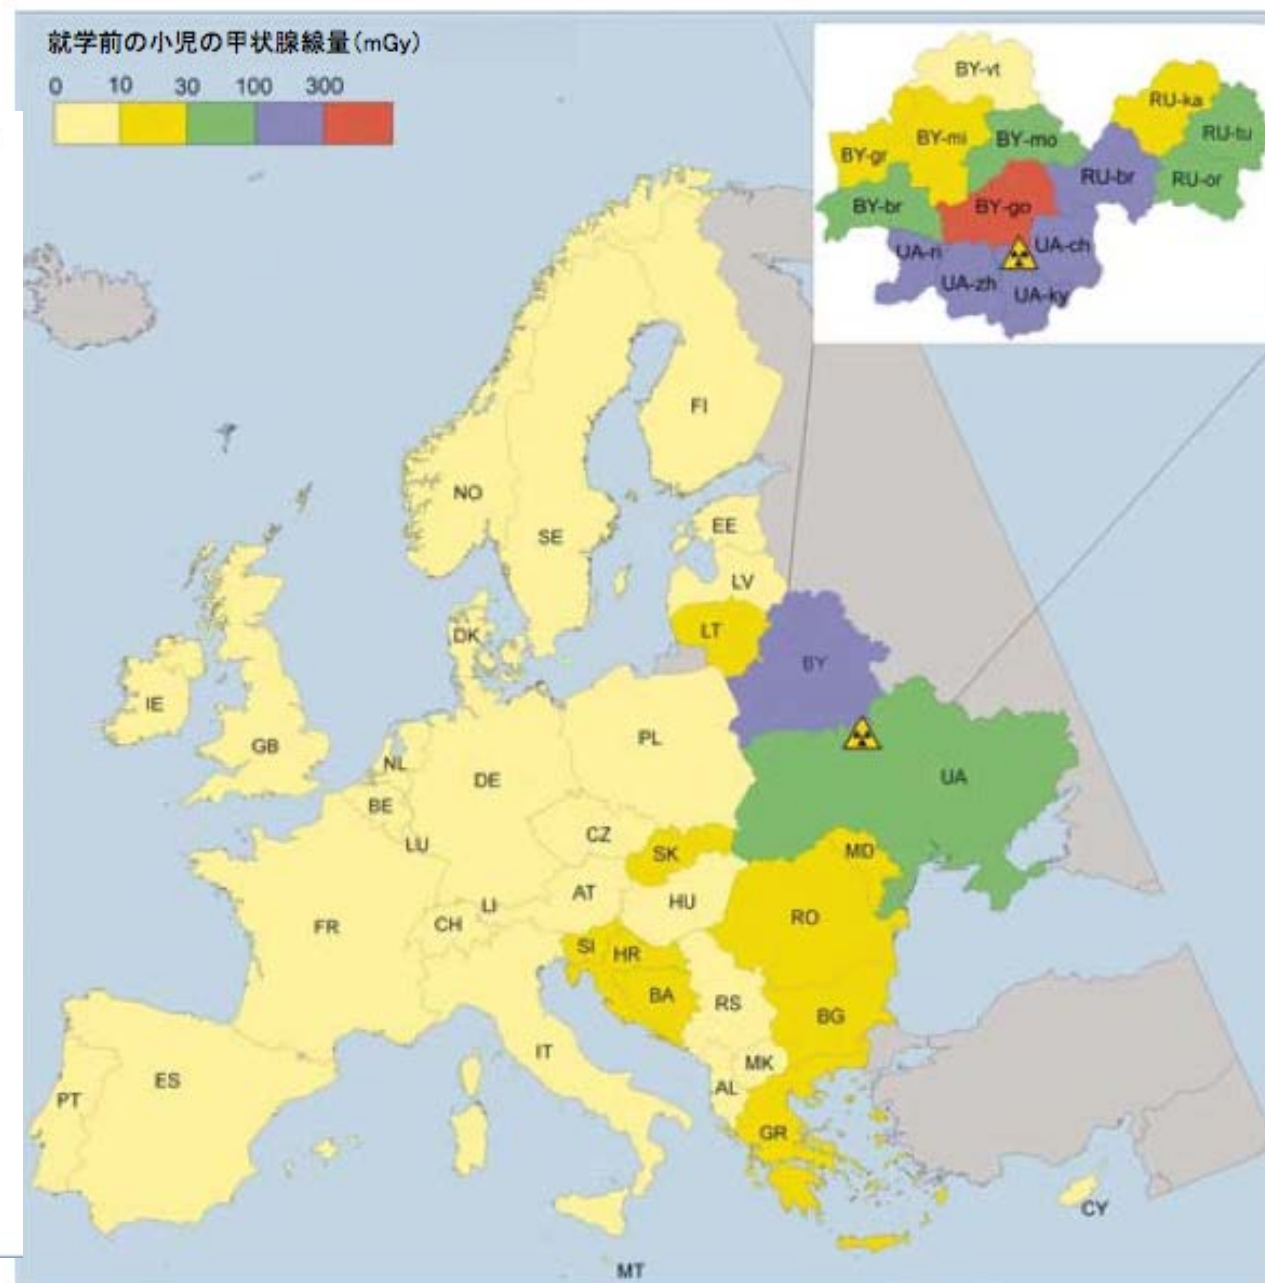 就学前の小児の甲状腺線量(mGy)
0 10 30 100 300
BY-vt
RU-ka
BY-mi
BY-mo
RU-tu
BY-gr
RU-br
RU-or
BY-br
BY-go
UA-ri
UA-ch
UA-zh
UA-ky
FI
NO
SE
EE
LV
LT
DK
BY
IE
GB
PL
NL
DE
UA
BE
CZ
LU
SK
MD
AT
LI
HU
CH
FR
RO
SI
HR
BA
RS
BG
IT
MK
ES
AL
PT
GR
CY
MT